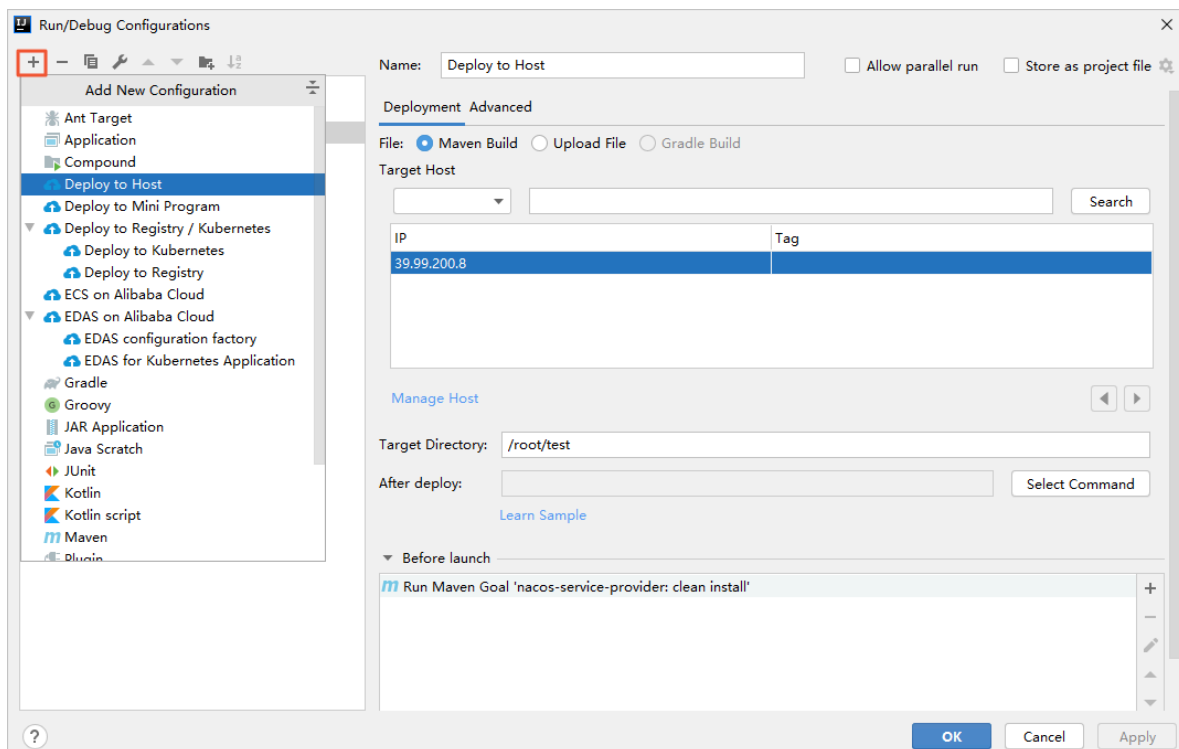 Run/Debug Configurations
Name: Deploy to Host
Allow parallel run
Store as project file
Add New Configuration
Ant Target
Application
Compound
Deploy to Host
Deploy to Mini Program
Deploy to Registry / Kubernetes
Deploy to Kubernetes
Deploy to Registry
ECS on Alibaba Cloud
EDAS on Alibaba Cloud
EDAS configuration factory
EDAS for Kubernetes Application
Gradle
Groovy
JAR Application
Java Scratch
JUnit
Kotlin
Kotlin script
Maven
Plugin
Deployment Advanced
File: Maven Build Upload File Gradle Build
Target Host
Search
IP Tag
39.99.200.8
Manage Host
Target Directory: /root/test
After deploy: Select Command
Learn Sample
Before launch
Run Maven Goal 'nacos-service-provider: clean install'
?
OK Cancel Apply